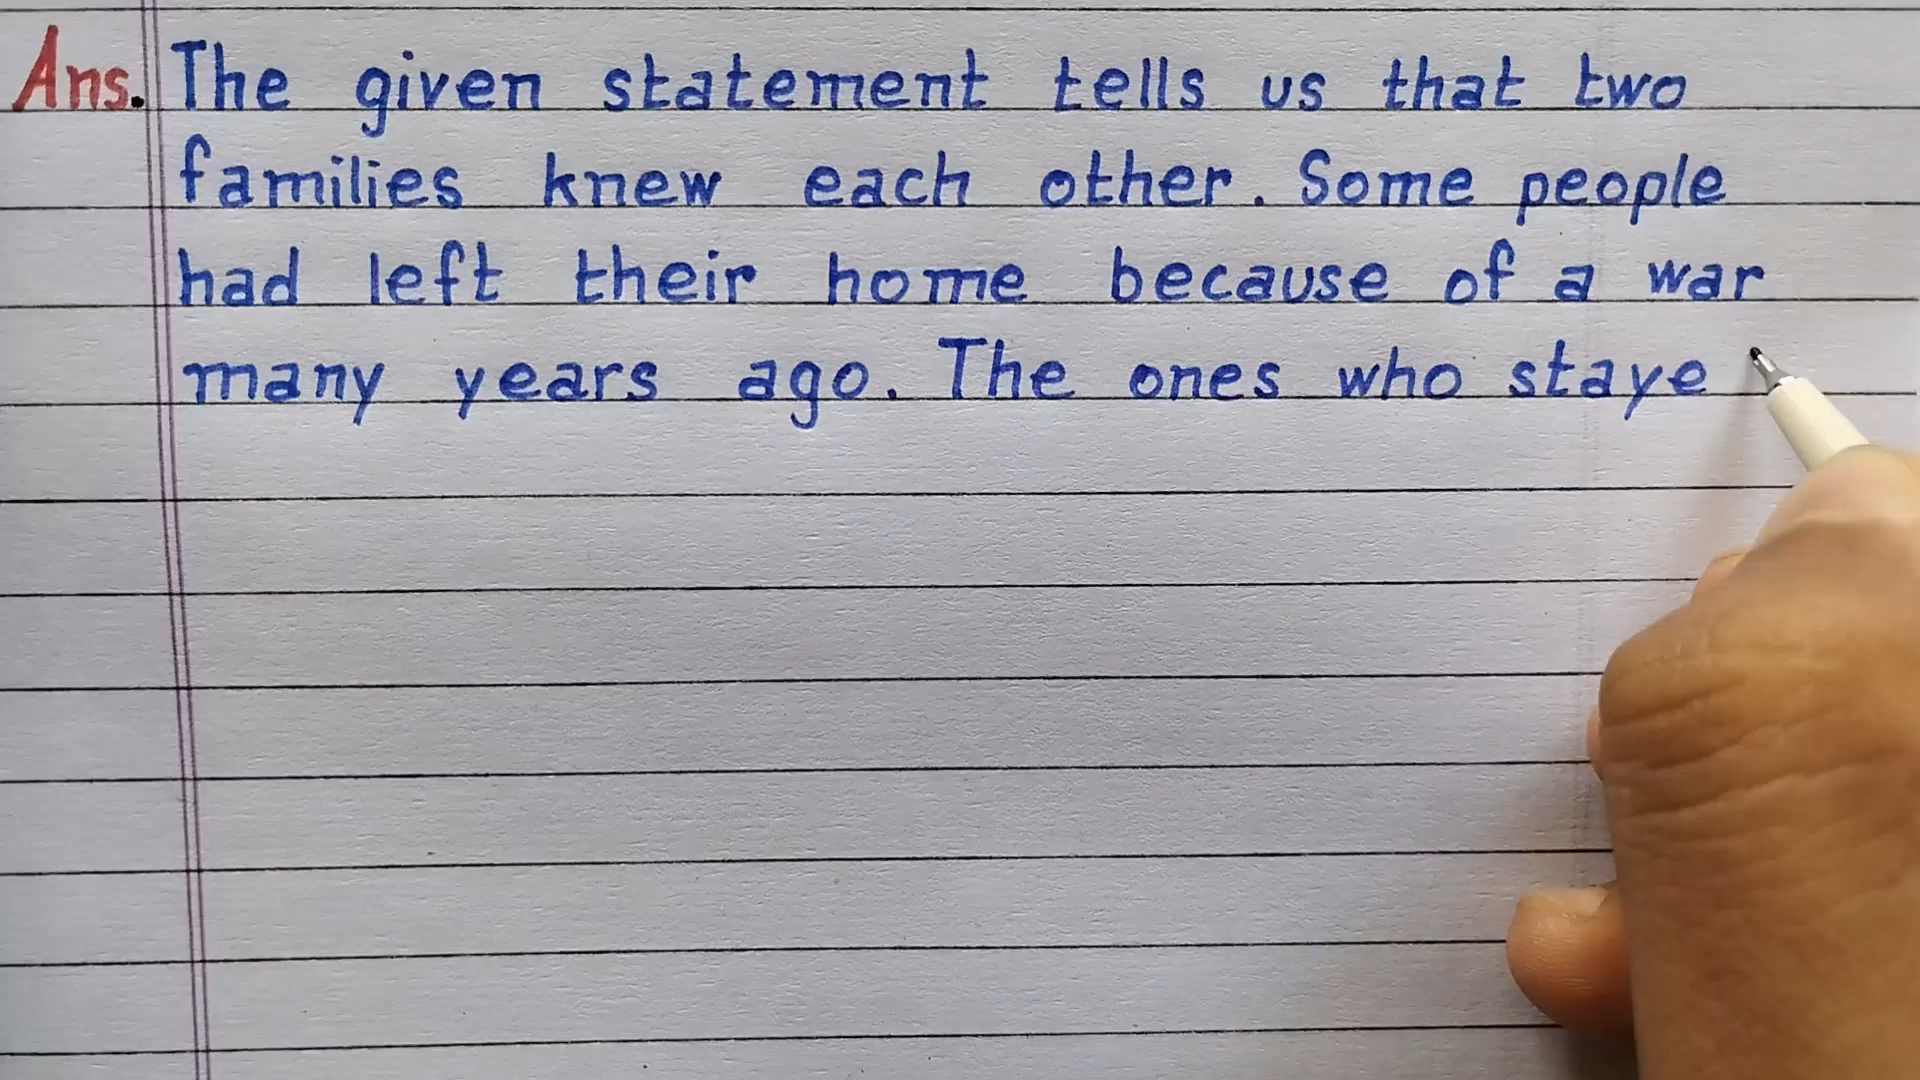 Ans. The given statement tells us that two
families knew each other. Some people
had left their home because of a war
many years ago. The ones who staye